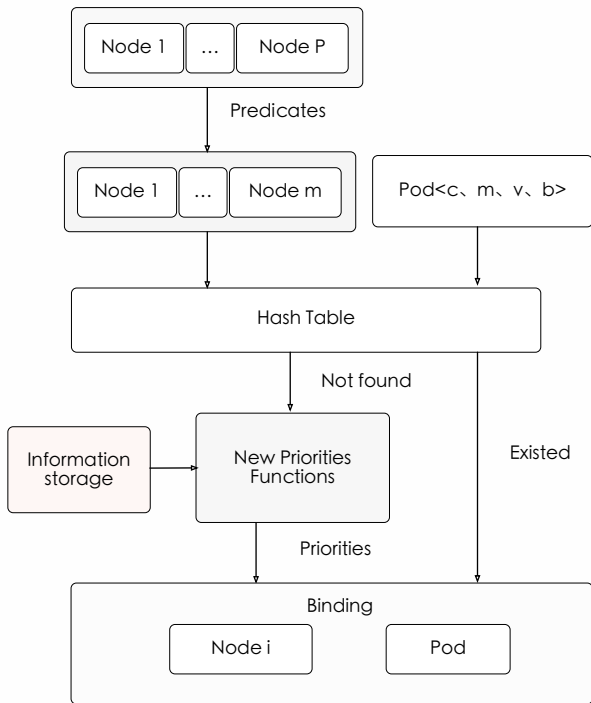 Node 1
...
Node P
Predicates
Node 1
...
Node m
Pod<c、m、v、b>
Hash Table
Not found
Information
storage
New Priorities
Functions
Existed
Priorities
Binding
Node i
Pod